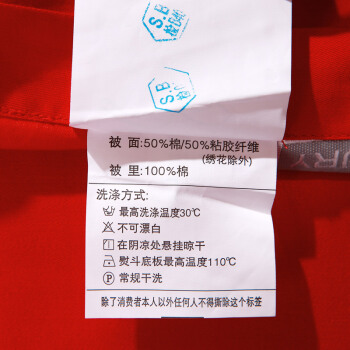 S.B
检
S.B
被 面:50%棉/50%粘胶纤维
(绣花除外)
被 里:100%棉
洗涤方式:
最高洗涤温度30℃
不可漂白
在阴凉处悬挂晾干
熨斗底板最高温度110℃
P 常规干洗
除了消费者本人以外任何人不得撕除这个标签
URY